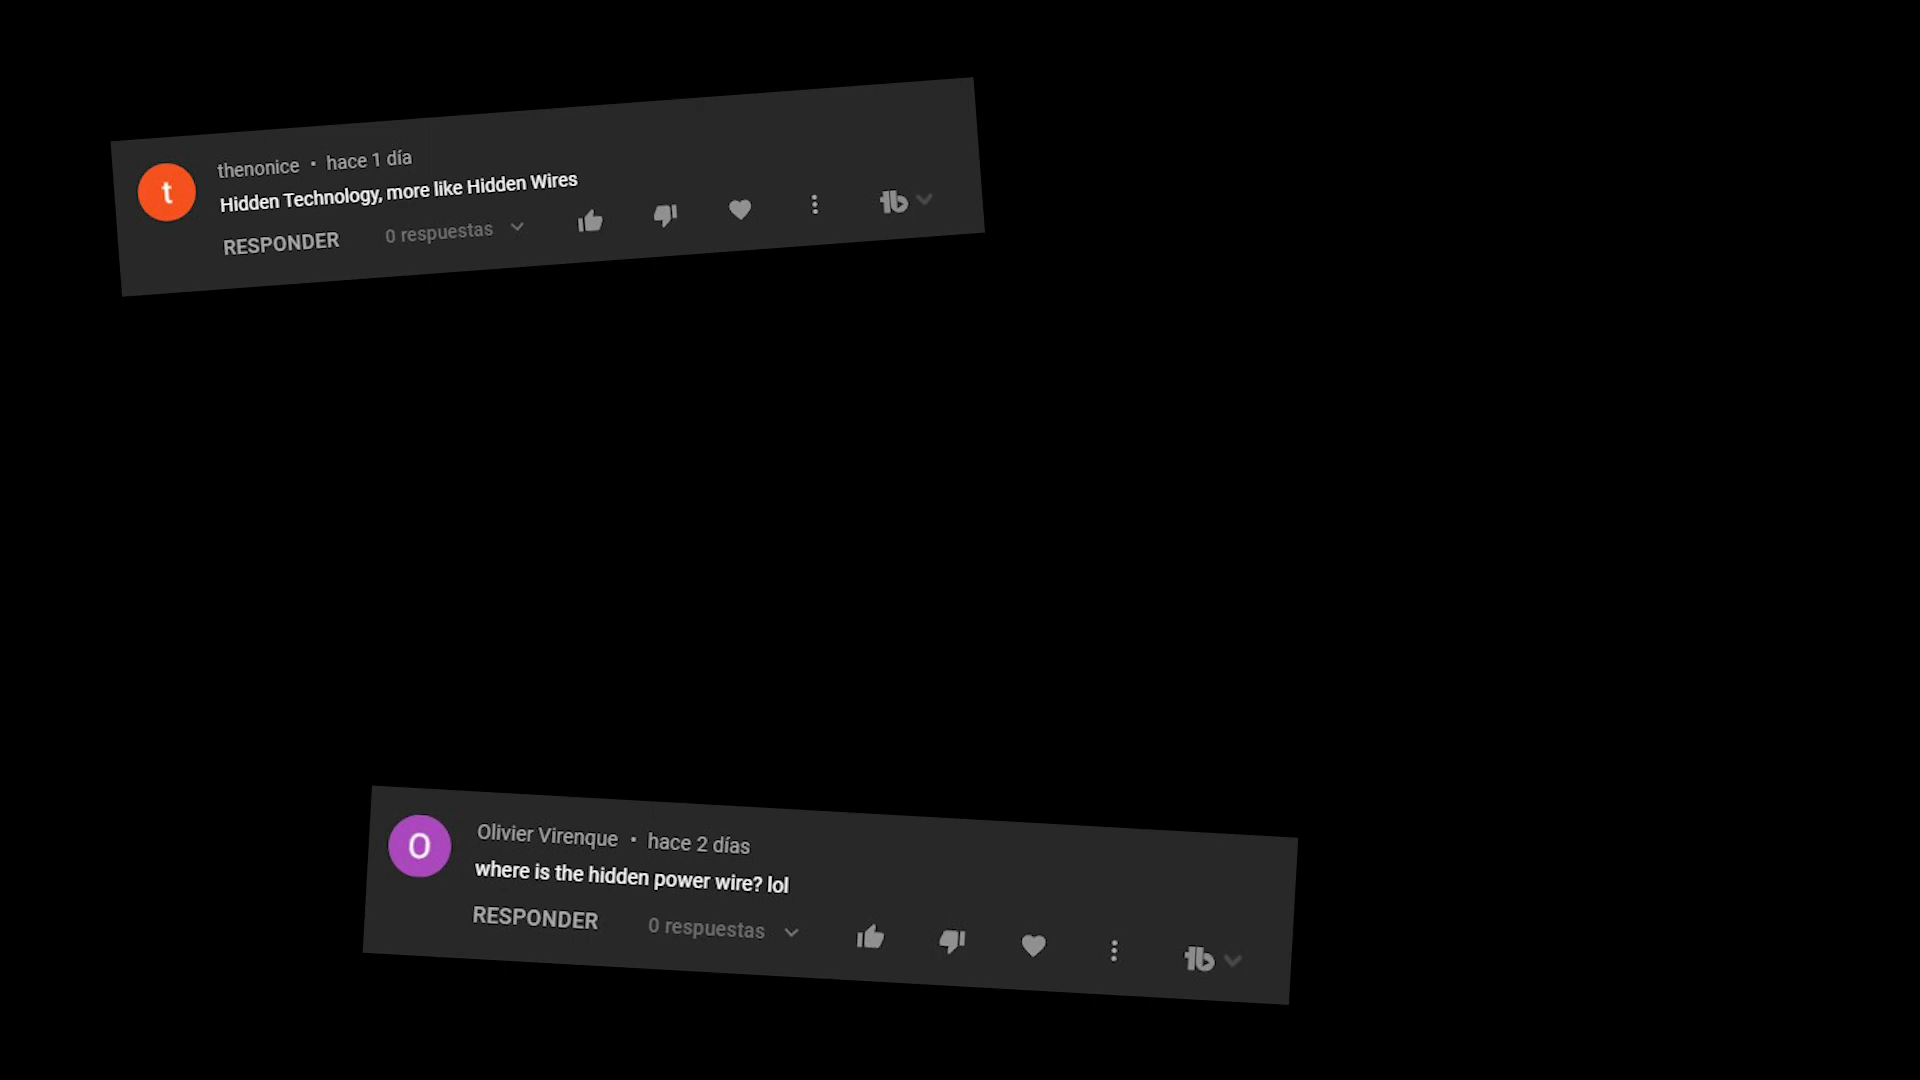 t
thenonice • hace 1 día
Hidden Technology, more like Hidden Wires
RESPONDER 0 respuestas
O
Olivier Virenque • hace 2 días
where is the hidden power wire? lol
RESPONDER 0 respuestas